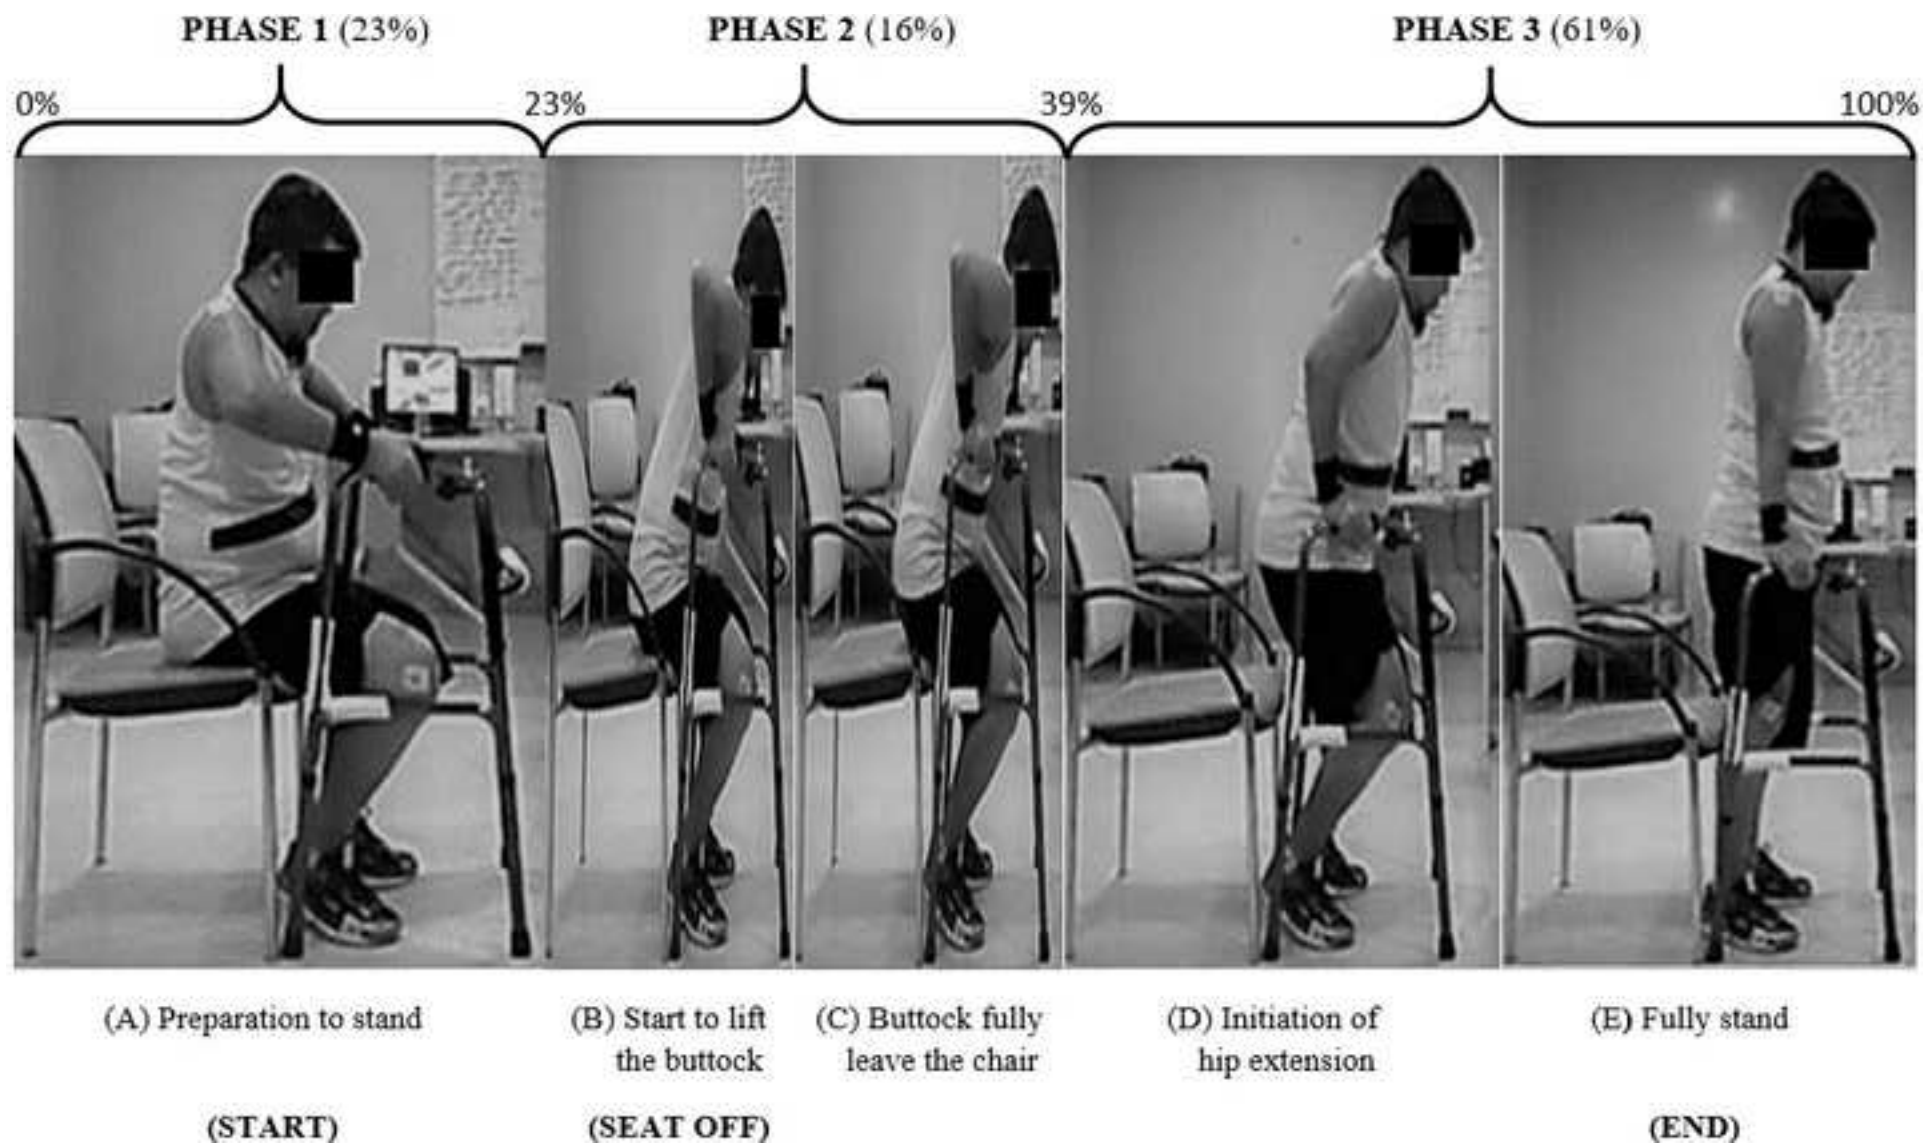 PHASE 1 (23%)
PHASE 2 (16%)
PHASE 3 (61%)
0%
23%
39%
100%
(A) Preparation to stand
(B) Start to lift
the buttock
(C) Buttock fully
leave the chair
(D) Initiation of
hip extension
(E) Fully stand
(START)
(SEAT OFF)
(END)